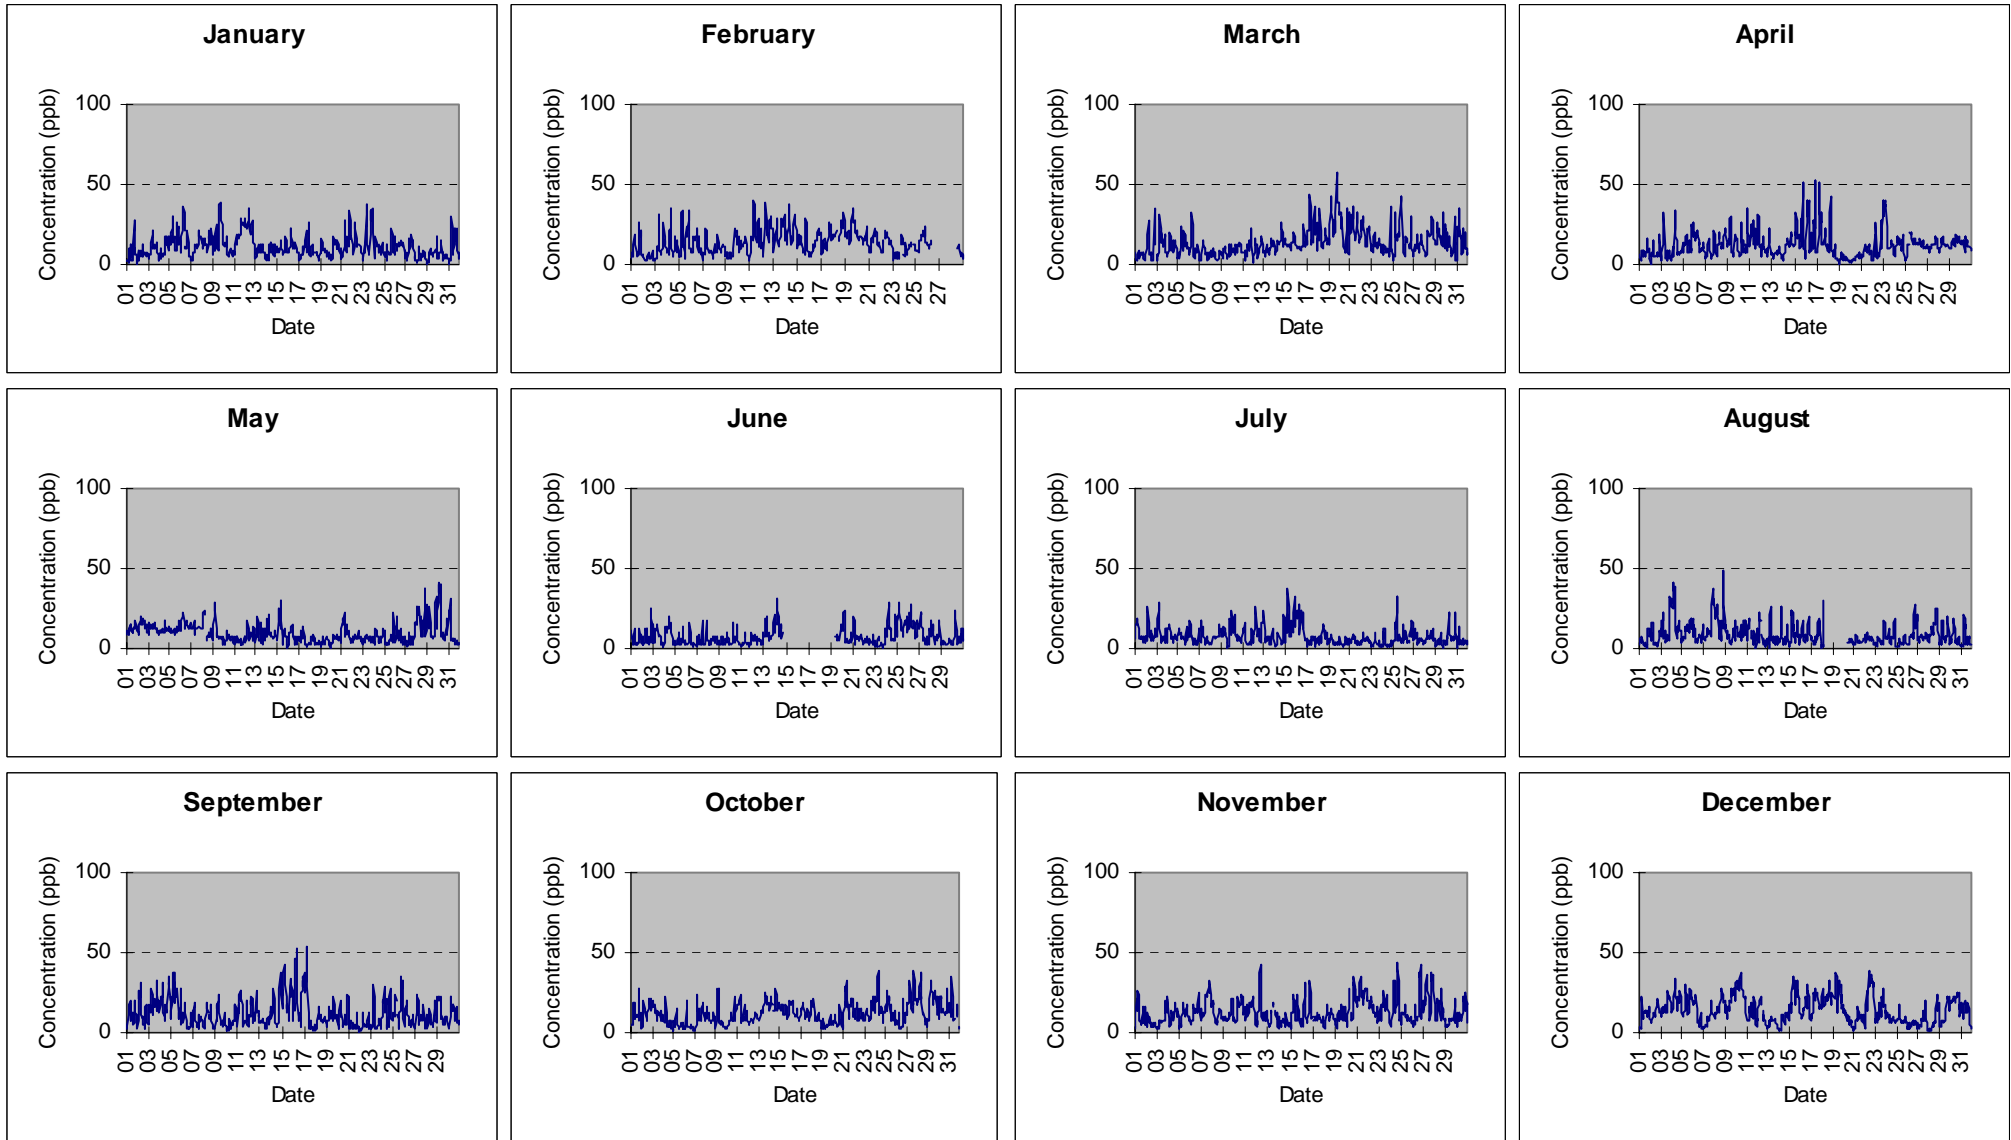 January
Concentration (ppb)
100
50
0
01 03 05 07 09 11 13 15 17 19 21 23 25 27 29 31
Date
February
Concentration (ppb)
100
50
0
01 03 05 07 09 11 13 15 17 19 21 23 25 27
Date
March
Concentration (ppb)
100
50
0
01 03 05 07 09 11 13 15 17 19 21 23 25 27 29 31
Date
April
Concentration (ppb)
100
50
0
01 03 05 07 09 11 13 15 17 19 21 23 25 27 29
Date
May
Concentration (ppb)
100
50
0
01 03 05 07 09 11 13 15 17 19 21 23 25 27 29 31
Date
June
Concentration (ppb)
100
50
0
01 03 05 07 09 11 13 15 17 19 21 23 25 27 29
Date
July
Concentration (ppb)
100
50
0
01 03 05 07 09 11 13 15 17 19 21 23 25 27 29 31
Date
August
Concentration (ppb)
100
50
0
01 03 05 07 09 11 13 15 17 19 21 23 25 27 29 31
Date
September
Concentration (ppb)
100
50
0
01 03 05 07 09 11 13 15 17 19 21 23 25 27 29
Date
October
Concentration (ppb)
100
50
0
01 03 05 07 09 11 13 15 17 19 21 23 25 27 29 31
Date
November
Concentration (ppb)
100
50
0
01 03 05 07 09 11 13 15 17 19 21 23 25 27 29
Date
December
Concentration (ppb)
100
50
0
01 03 05 07 09 11 13 15 17 19 21 23 25 27 29 31
Date